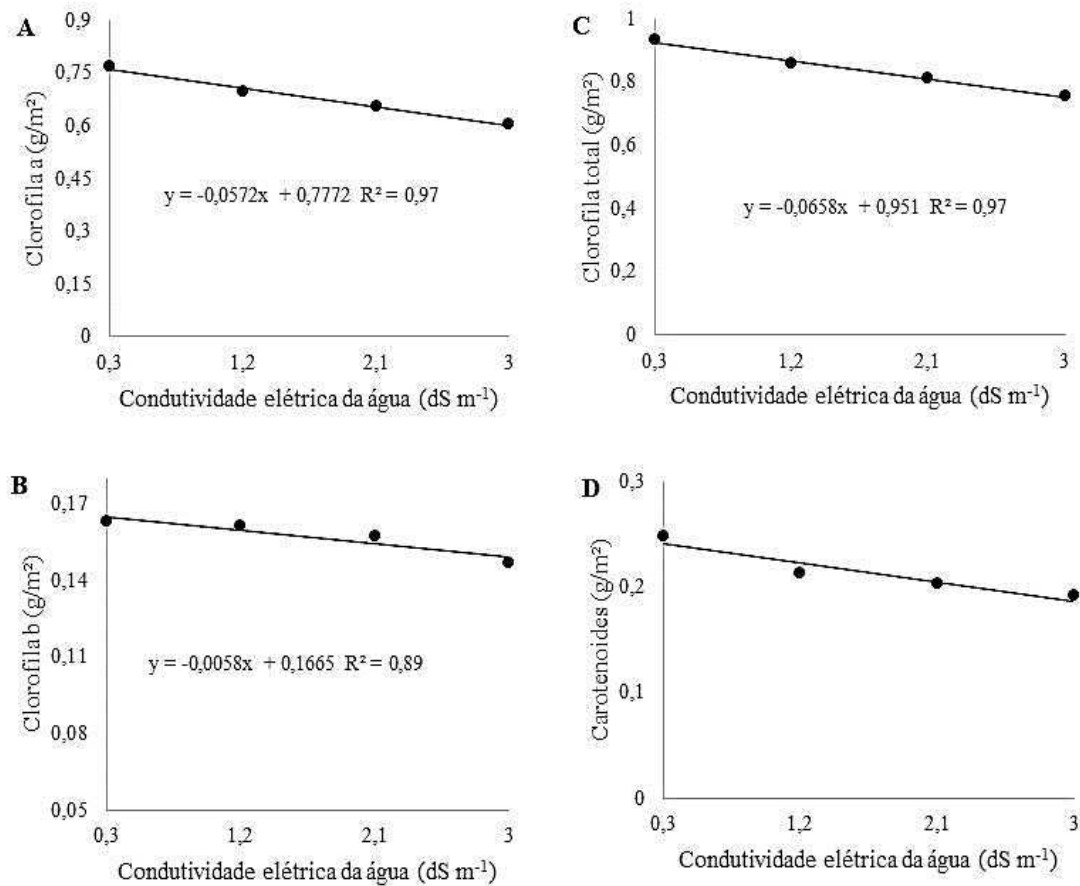 A
Clorofila a (g/m²)
0,9
0,75
0,6
0,45
0,3
0,15
0
y = -0,0572x + 0,7772 R² = 0,97
0,3 1,2 2,1 3
Condutividade elétrica da água (dS m⁻¹)
C
Clorofila total (g/m²)
1
0,8
0,6
0,4
0,2
0
y = -0,0658x + 0,951 R² = 0,97
0,3 1,2 2,1 3
Condutividade elétrica da água (dS m⁻¹)
B
Clorofila b (g/m²)
0,17
0,14
0,11
0,08
0,05
y = -0,0058x + 0,1665 R² = 0,89
0,3 1,2 2,1 3
Condutividade elétrica da água (dS m⁻¹)
D
Carotenoides (g/m²)
0,3
0,2
0,1
0
0,3 1,2 2,1 3
Condutividade elétrica da água (dS m⁻¹)